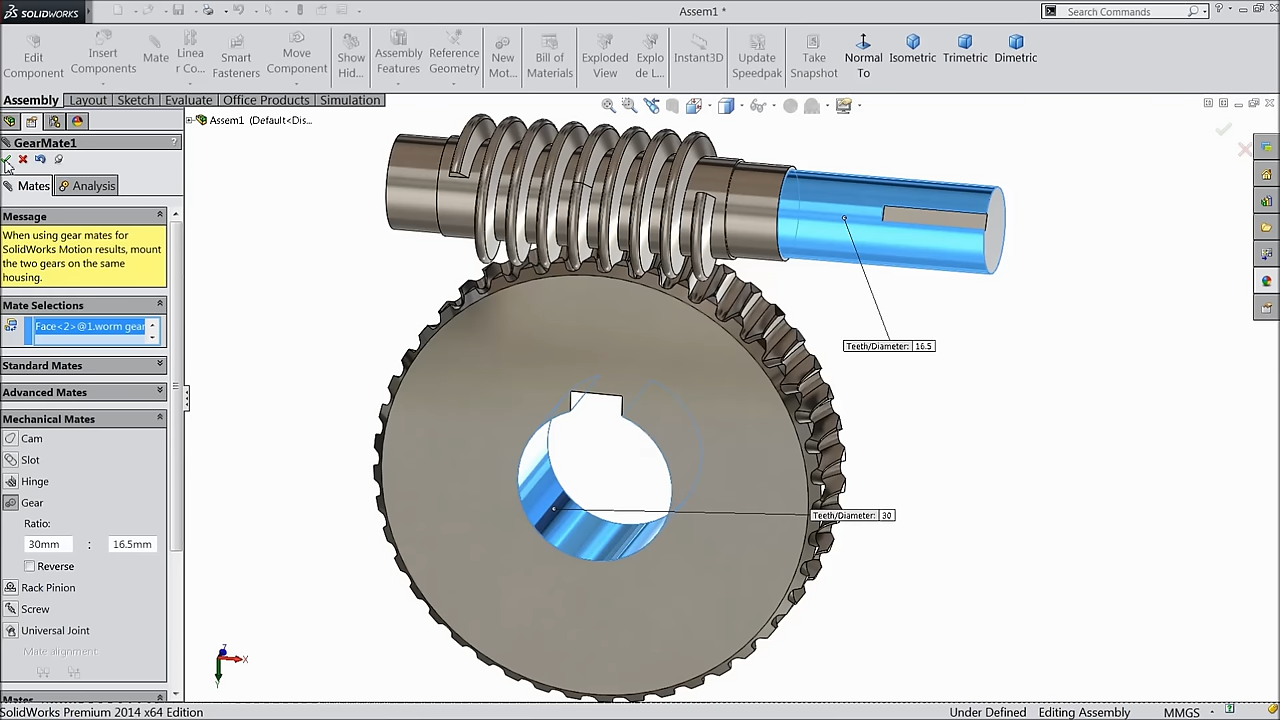 SOLIDWORKS
Assem1 *
Search Commands
Edit Component
Insert Components
Mate
Linea r Co...
Smart Fasteners
Move Component
Show Hid...
Assembly Features
Reference Geometry
New Mot...
Bill of Materials
Exploded View
Explo de L...
Instant3D
Update Speedpak
Take Snapshot
Normal To
Isometric
Trimetric
Dimetric
Assembly
Layout
Sketch
Evaluate
Office Products
Simulation
Assem1 (Default<Dis...
GearMate1
?
Mates
Analysis
Message
When using gear mates for
SolidWorks Motion results, mount
the two gears on the same
housing.
Mate Selections
Face<2>@1.worm gear
Standard Mates
Advanced Mates
Mechanical Mates
Cam
Slot
Hinge
Gear
Ratio:
30mm : 16.5mm
Reverse
Rack Pinion
Screw
Universal Joint
Mate alignment:
Mates
Teeth/Diameter: 16.5
Teeth/Diameter: 30
Z
X
Y
SolidWorks Premium 2014 x64 Edition
Under Defined
Editing Assembly
MMGS